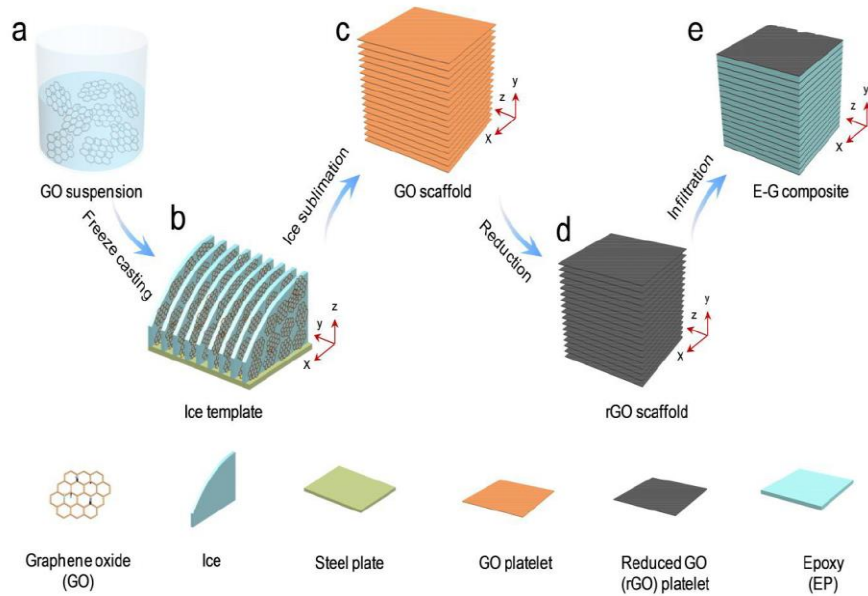 a
GO suspension
Freeze casting
b
z
y
x
Ice template
Ice sublimation
c
y
z
x
GO scaffold
Reduction
d
y
z
x
rGO scaffold
Infiltration
e
y
z
x
E-G composite
Graphene oxide
(GO)
Ice
Steel plate
GO platelet
Reduced GO
(rGO) platelet
Epoxy
(EP)